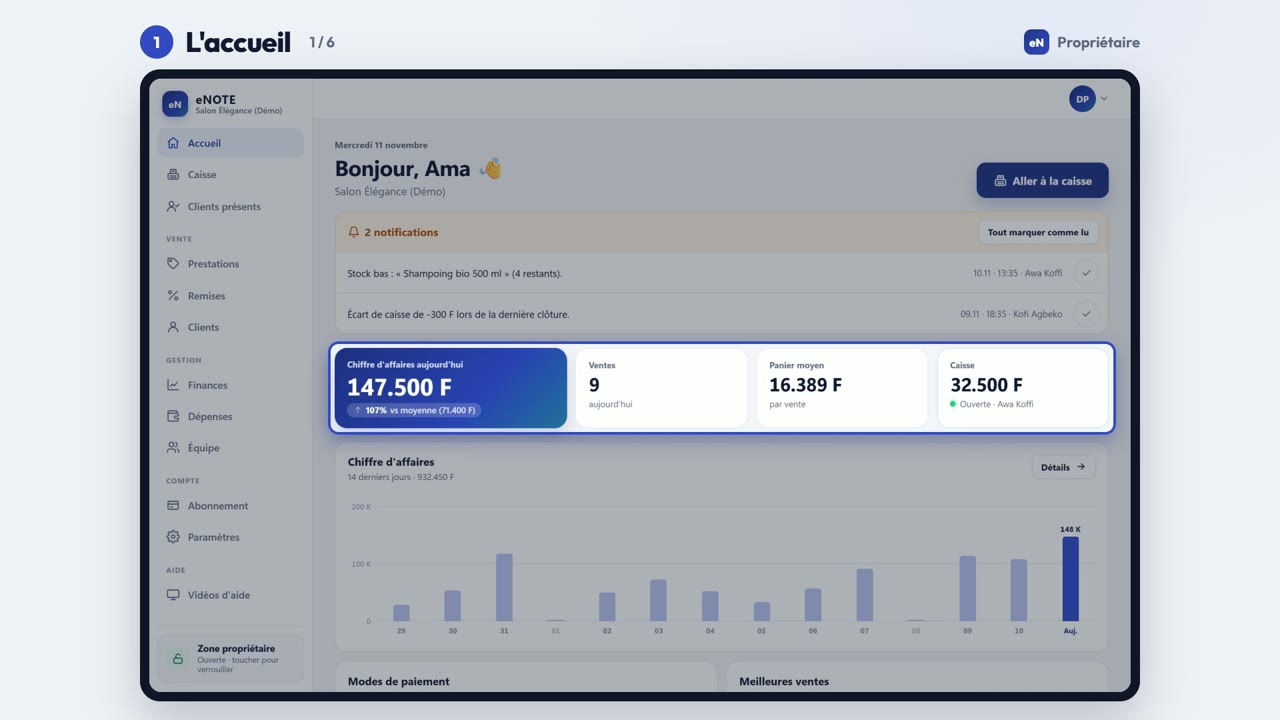 1 L'accueil 1 / 6
eN Propriétaire
eN eNOTE
Salon Élégance (Démo)
DP
Accueil
Caisse
Clients présents
VENTE
Prestations
Remises
Clients
GESTION
Finances
Dépenses
Équipe
COMPTE
Abonnement
Paramètres
AIDE
Vidéos d'aide
Zone propriétaire
Ouverte · toucher pour
verrouiller
Mercredi 11 novembre
Bonjour, Ama 👋
Salon Élégance (Démo)
Aller à la caisse
2 notifications
Tout marquer comme lu
Stock bas : « Shampoing bio 500 ml » (4 restants).
10.11 · 13:35 · Awa Koffi
Écart de caisse de -300 F lors de la dernière clôture.
09.11 · 18:35 · Kofi Agbeko
Chiffre d'affaires aujourd'hui
147.500 F
↑ 107% vs moyenne (71.400 F)
Ventes
9
aujourd'hui
Panier moyen
16.389 F
par vente
Caisse
32.500 F
Ouverte · Awa Koffi
Chiffre d'affaires
14 derniers jours · 932.450 F
Détails →
200 K
100 K
0
148 K
29 30 31 01 02 03 04 05 06 07 08 09 10 Auj.
Modes de paiement
Meilleures ventes